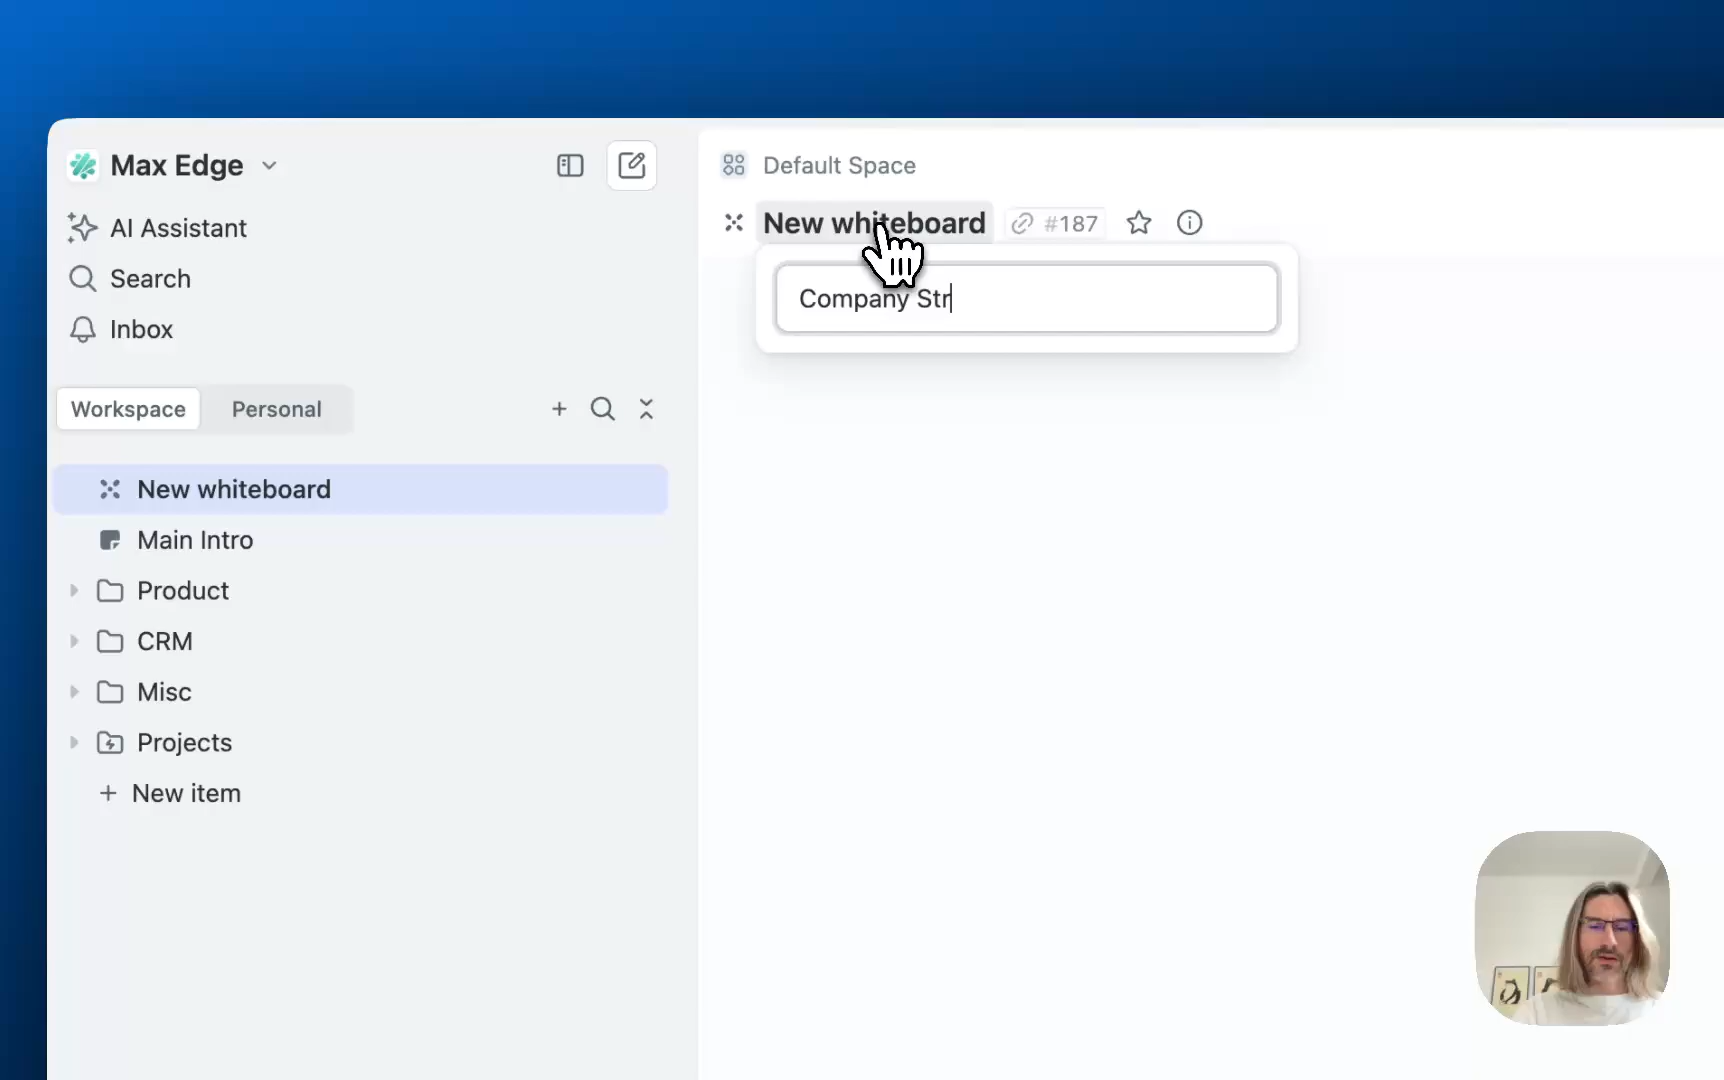 Max Edge
AI Assistant
Search
Inbox
Workspace Personal
New whiteboard
Main Intro
Product
CRM
Misc
Projects
New item
Default Space
New whiteboard #187
Company Str